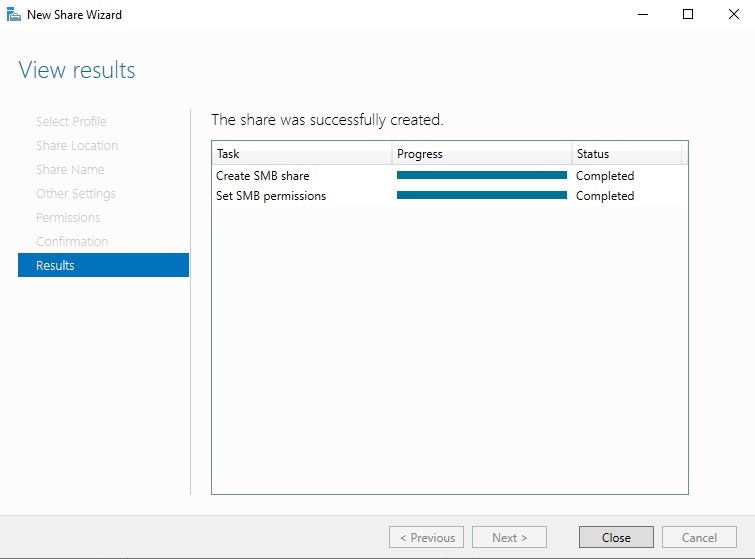 New Share Wizard
View results
Select Profile
Share Location
Share Name
Other Settings
Permissions
Confirmation
Results
The share was successfully created.
Task Progress Status
Create SMB share Completed
Set SMB permissions Completed
< Previous Next > Close Cancel